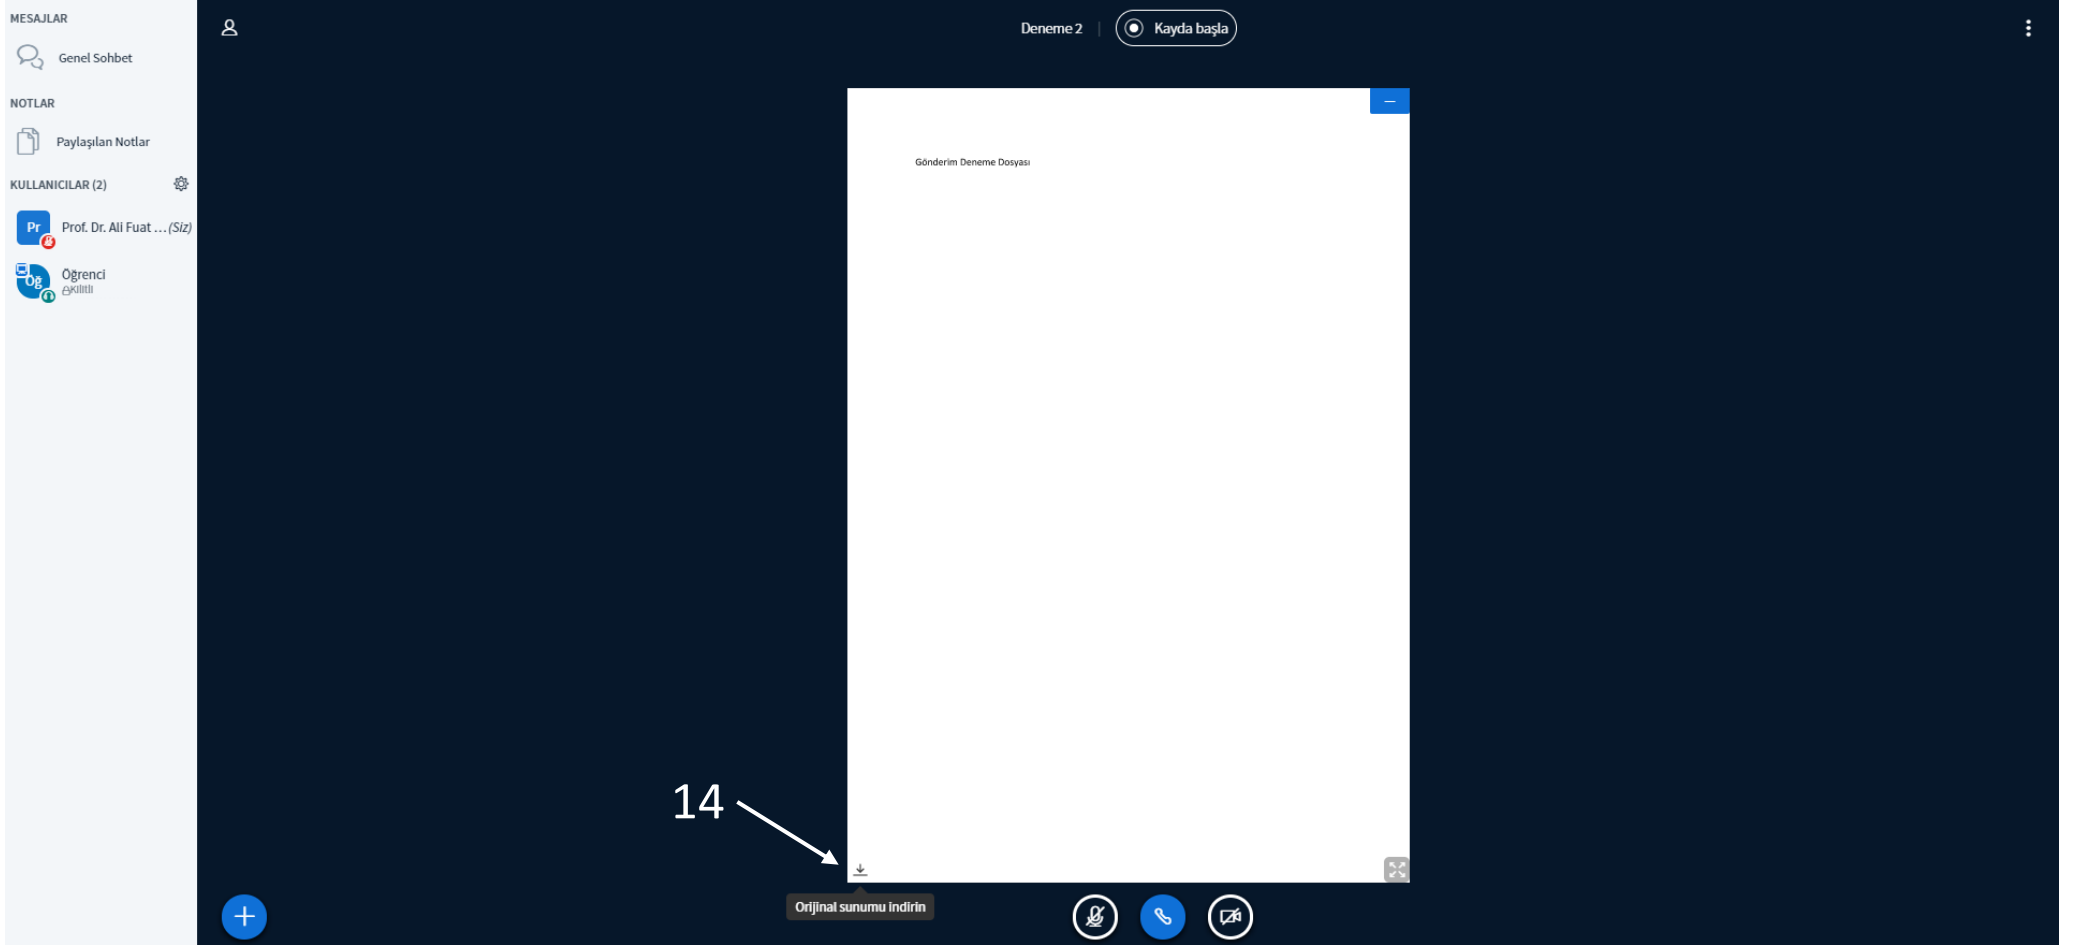 MESAJLAR
Genel Sohbet
NOTLAR
Paylaşılan Notlar
KULLANICILAR (2)
Pr
Prof. Dr. Ali Fuat ... (Siz)
Öğ
Öğrenci
Kilitli
Deneme 2
Kayda başla
Gönderim Deneme Dosyası
14
Orijinal sunumu indirin